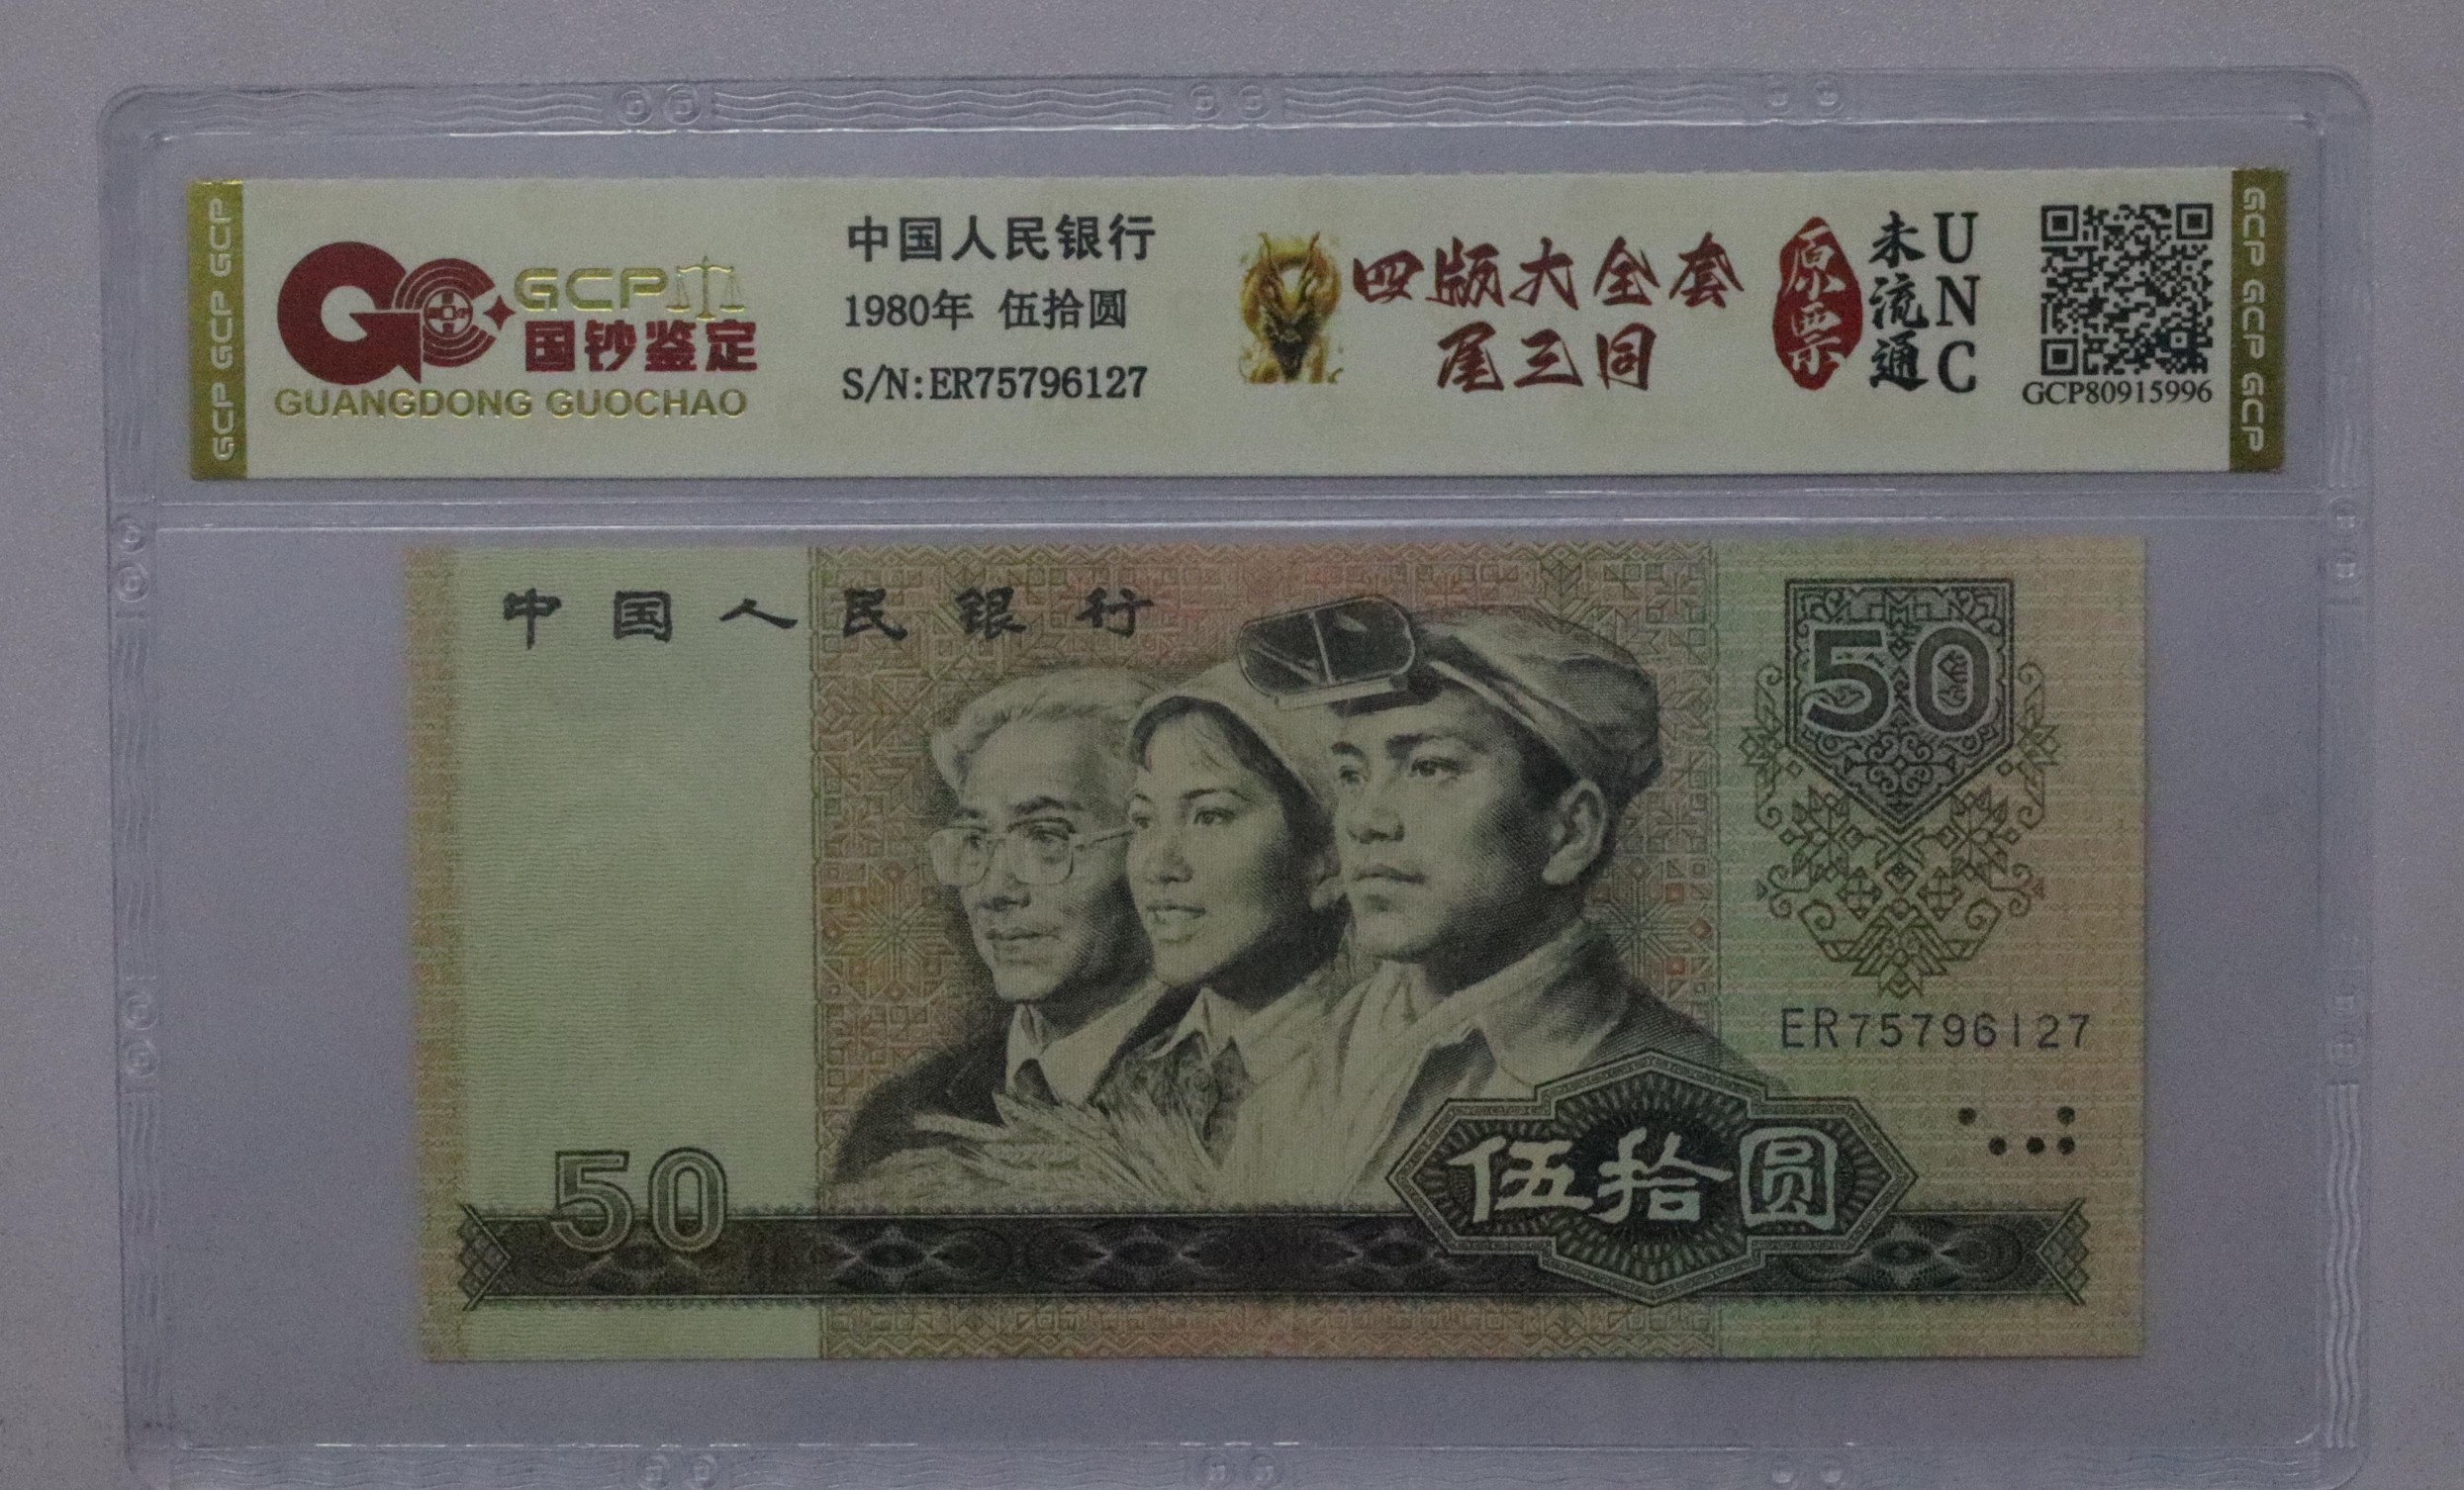 GCP GCP GCP
GCP
国钞鉴定
GUANGDONG GUOCHAO
中国人民银行
1980年 伍拾圆
S/N:ER75796127
四版大全套
尾三同
原票
未流通
UNC
GCP80915996
GCP GCP GCP
中国人民银行
50
ER75796127
50
伍拾圆